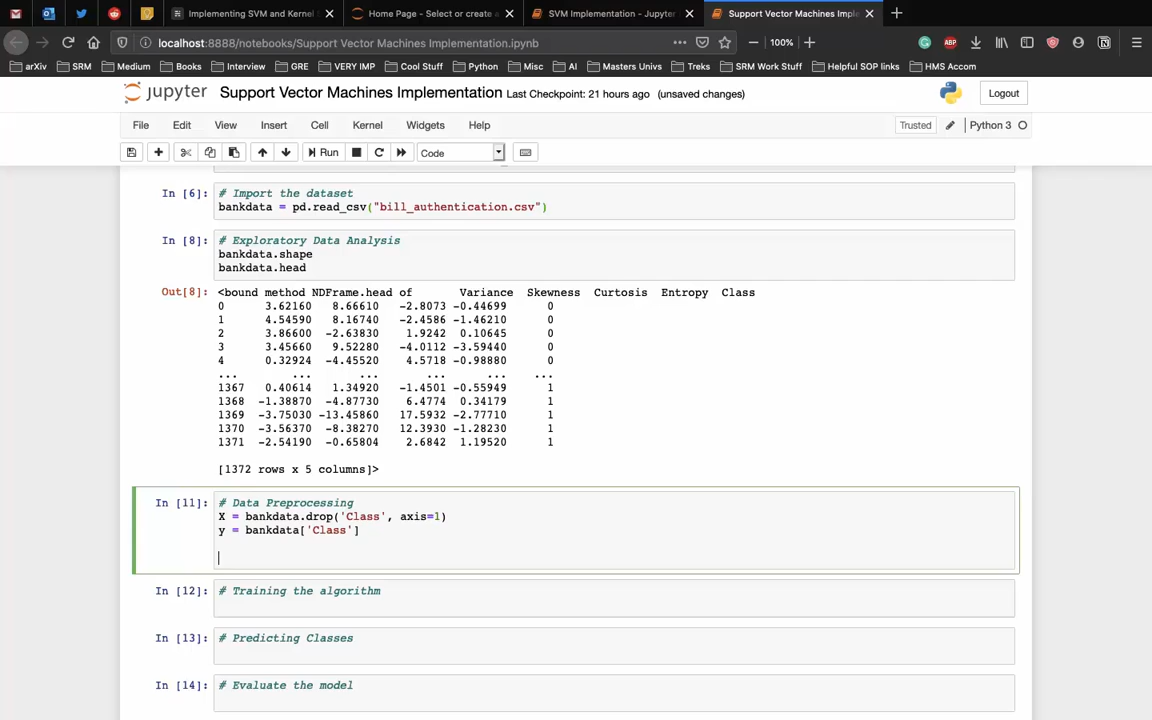 Implementing SVM and Kernel
Home Page - Select or create a
SVM Implementation - Jupyter
Support Vector Machines Imple
localhost:8888/notebooks/Support Vector Machines Implementation.ipynb
100%
ABP
arXiv SRM Medium Books Interview GRE VERY IMP Cool Stuff Python Misc AI Masters Univs Treks SRM Work Stuff Helpful SOP links HMS Accom
jupyter Support Vector Machines Implementation Last Checkpoint: 21 hours ago (unsaved changes) Logout
File Edit View Insert Cell Kernel Widgets Help Trusted Python 3
Run Code
In [6]: # Import the dataset
bankdata = pd.read_csv("bill_authentication.csv")
In [8]: # Exploratory Data Analysis
bankdata.shape
bankdata.head
Out[8]: <bound method NDFrame.head of Variance Skewness Curtosis Entropy Class
0 3.62160 8.66610 -2.8073 -0.44699 0
1 4.54590 8.16740 -2.4586 -1.46210 0
2 3.86600 -2.63830 1.9242 0.10645 0
3 3.45660 9.52280 -4.0112 -3.59440 0
4 0.32924 -4.45520 4.5718 -0.98880 0
... ... ... ... ... ...
1367 0.40614 1.34920 -1.4501 -0.55949 1
1368 -1.38870 -4.87730 6.4774 0.34179 1
1369 -3.75030 -13.45860 17.5932 -2.77710 1
1370 -3.56370 -8.38270 12.3930 -1.28230 1
1371 -2.54190 -0.65804 2.6842 1.19520 1
[1372 rows x 5 columns]>
In [11]: # Data Preprocessing
X = bankdata.drop('Class', axis=1)
y = bankdata['Class']
In [12]: # Training the algorithm
In [13]: # Predicting Classes
In [14]: # Evaluate the model